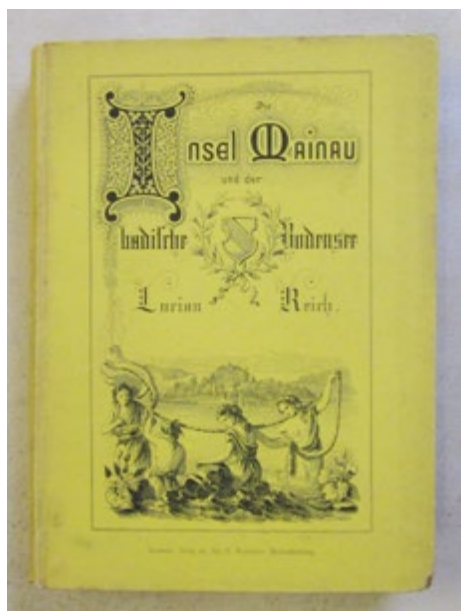 Die
Insel Mainau
und der
badische Bodensee
Lucian Reich.